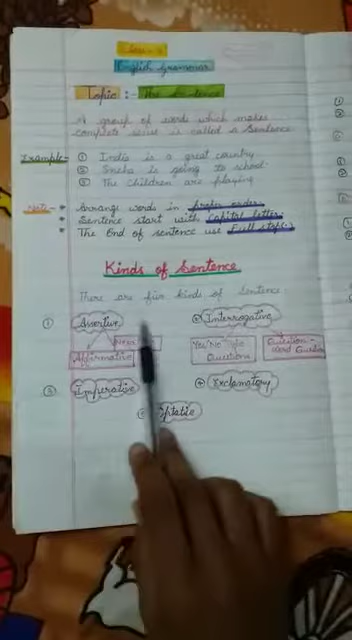 Class-4
English Grammar
Topic :- The Sentence
A group of words which makes
complete sense is called a Sentence
Example- ① India is a great country
② Sneha is going to school
③ The children are playing
Note- * Arrange words in proper order.
* Sentence start with capital letter.
* The End of sentence use full stop(.
Kinds of Sentence
There are five kinds of Sentence
① Assertive
② Interrogative
Affirmative
Yes/No Type
Questions
Question-
word Question
③ Imperative
④ Exclamatory
Optative